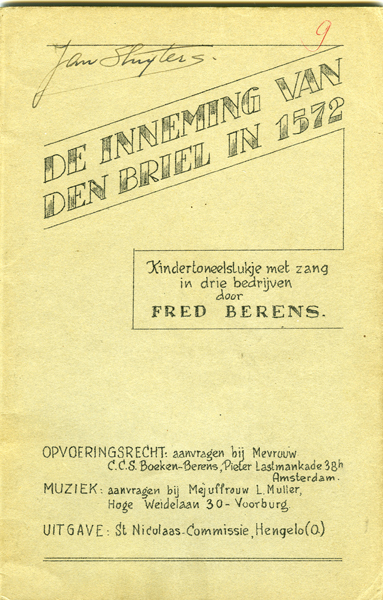 9
Jan Sluyters.
DE INNEMING VAN
DEN BRIEL IN 1572
Kindertoneelstukje met zang
in drie bedrijven
door
FRED BERENS.
OPVOERINGSRECHT: aanvragen bij Mevrouw
C.C.S. Boeken-Berens, Pieter Lastmankade 38h
Amsterdam.
MUZIEK: aanvragen bij Mejuffrouw L. Muller,
Hoge Weidelaan 30 - Voorburg
UITGAVE: St Nicolaas-Commissie, Hengelo (O.)